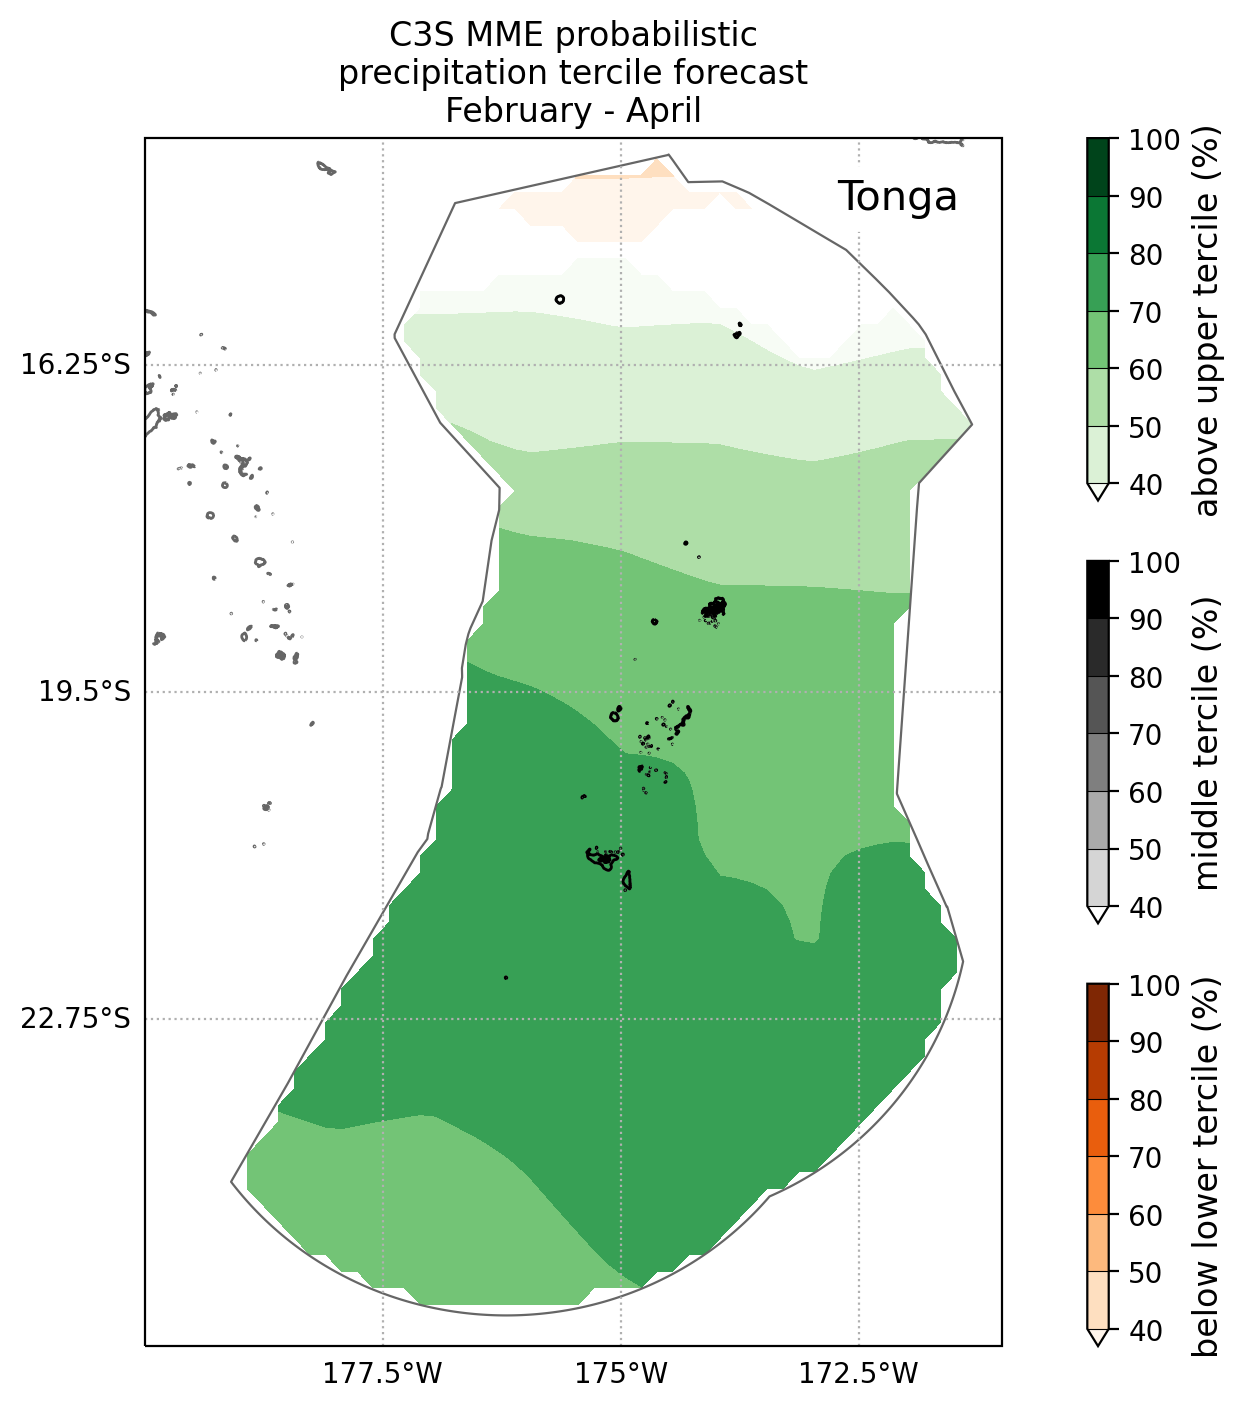 C3S MME probabilistic
precipitation tercile forecast
February - April
Tonga
16.25°S
19.5°S
22.75°S
177.5°W
175°W
172.5°W
100
90
80
70
60
50
40
above upper tercile (%)
100
90
80
70
60
50
40
middle tercile (%)
100
90
80
70
60
50
40
below lower tercile (%)